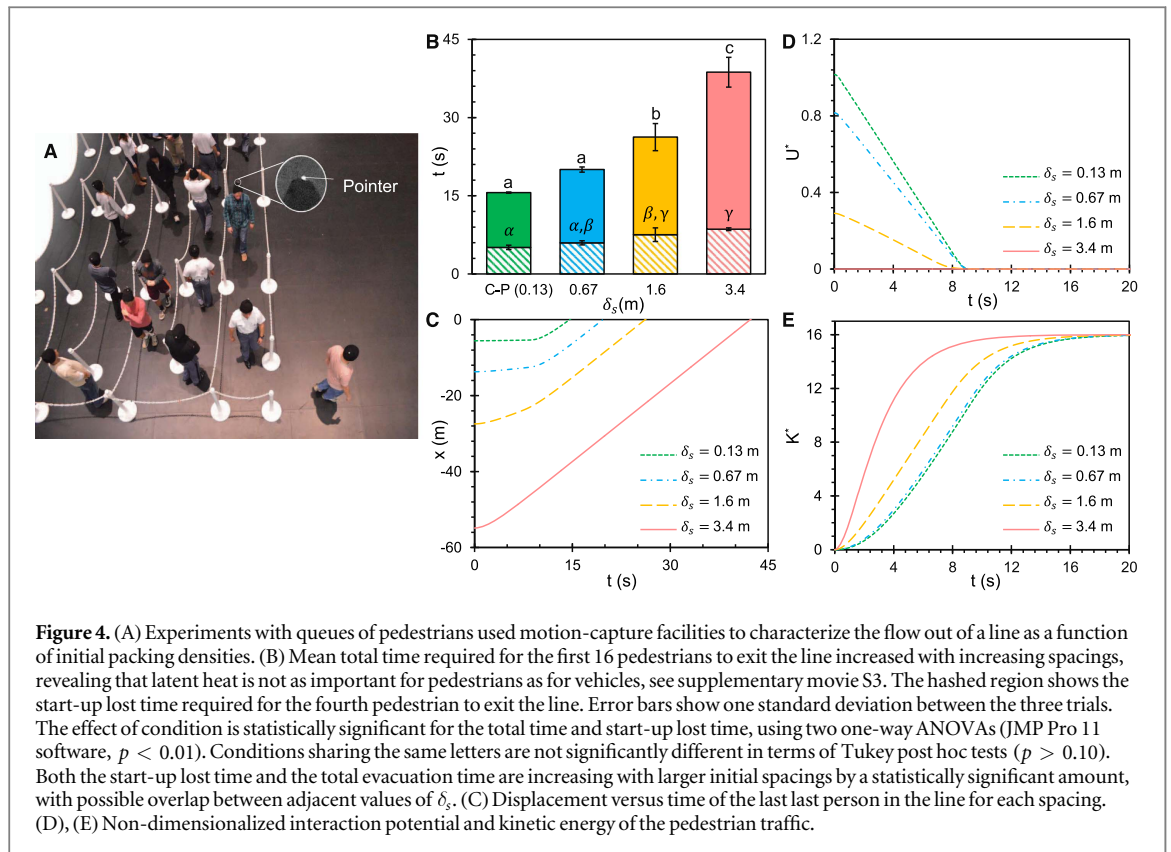 A
Pointer
B
45
30
15
0
t (s)
a
a
b
c
α
α,β
β,γ
γ
C-P (0.13)
0.67
1.6
3.4
δs(m)
C
0
-20
-40
-60
x (m)
δs = 0.13 m
δs = 0.67 m
δs = 1.6 m
δs = 3.4 m
0
15
30
45
t (s)
D
1.2
0.8
0.4
0
U*
δs = 0.13 m
δs = 0.67 m
δs = 1.6 m
δs = 3.4 m
0
4
8
12
16
20
t (s)
E
16
12
8
4
0
K*
δs = 0.13 m
δs = 0.67 m
δs = 1.6 m
δs = 3.4 m
0
4
8
12
16
20
t (s)
Figure 4. (A) Experiments with queues of pedestrians used motion-capture facilities to characterize the flow out of a line as a function
of initial packing densities. (B) Mean total time required for the first 16 pedestrians to exit the line increased with increasing spacings,
revealing that latent heat is not as important for pedestrians as for vehicles, see supplementary movie S3. The hashed region shows the
start-up lost time required for the fourth pedestrian to exit the line. Error bars show one standard deviation between the three trials.
The effect of condition is statistically significant for the total time and start-up lost time, using two one-way ANOVAs (JMP Pro 11
software, p < 0.01). Conditions sharing the same letters are not significantly different in terms of Tukey post hoc tests (p > 0.10).
Both the start-up lost time and the total evacuation time are increasing with larger initial spacings by a statistically significant amount,
with possible overlap between adjacent values of δs. (C) Displacement versus time of the last last person in the line for each spacing.
(D), (E) Non-dimensionalized interaction potential and kinetic energy of the pedestrian traffic.